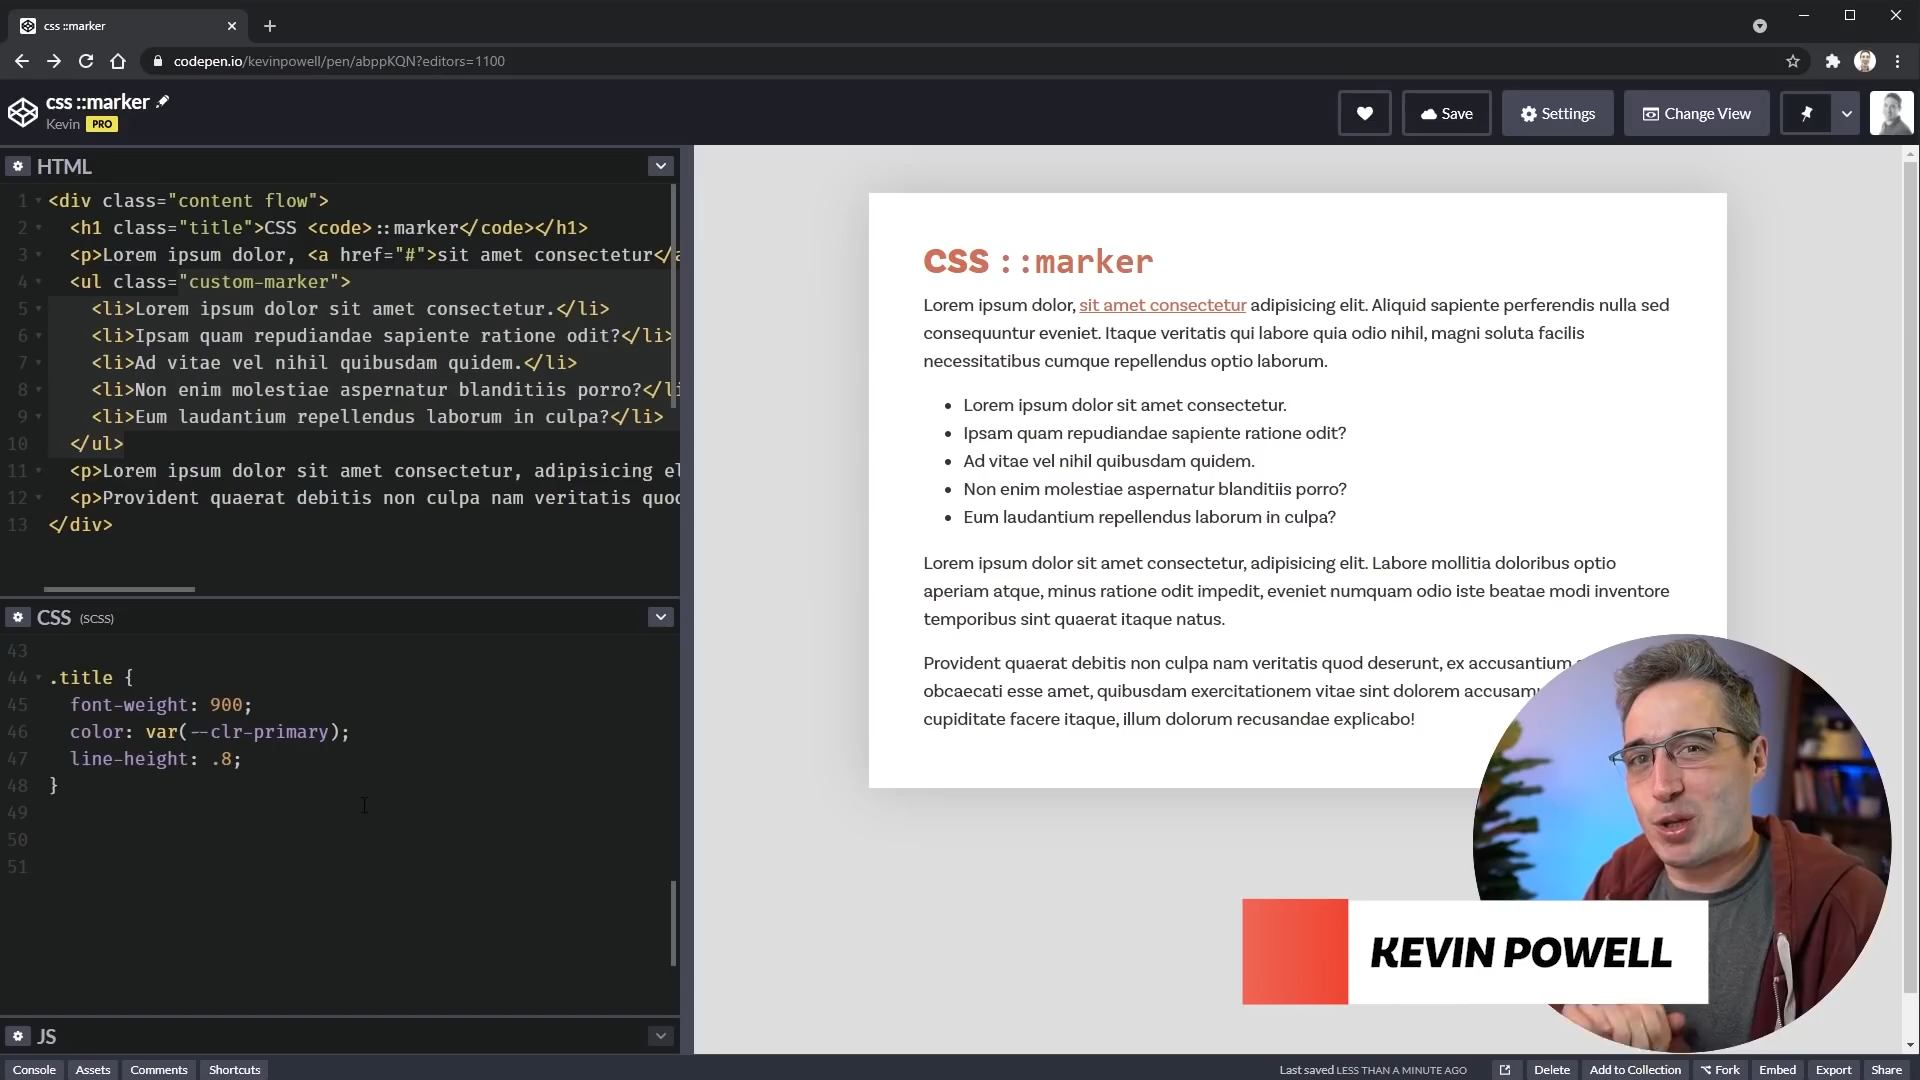 css ::marker
codepen.io/kevinpowell/pen/abppKQN?editors=1100
css ::marker
Kevin PRO
Save
Settings
Change View
HTML
1 <div class="content flow">
2 <h1 class="title">CSS <code>::marker</code></h1>
3 <p>Lorem ipsum dolor, <a href="#">sit amet consectetur</a
4 <ul class="custom-marker">
5 <li>Lorem ipsum dolor sit amet consectetur.</li>
6 <li>Ipsam quam repudiandae sapiente ratione odit?</li>
7 <li>Ad vitae vel nihil quibusdam quidem.</li>
8 <li>Non enim molestiae aspernatur blanditiis porro?</li
9 <li>Eum laudantium repellendus laborum in culpa?</li>
10 </ul>
11 <p>Lorem ipsum dolor sit amet consectetur, adipisicing el
12 <p>Provident quaerat debitis non culpa nam veritatis quod
13 </div>
CSS (SCSS)
43
44 .title {
45 font-weight: 900;
46 color: var(--clr-primary);
47 line-height: .8;
48 }
49
50
51
JS
CSS ::marker
Lorem ipsum dolor, sit amet consectetur adipisicing elit. Aliquid sapiente perferendis nulla sed
consequuntur eveniet. Itaque veritatis qui labore quia odio nihil, magni soluta facilis
necessitatibus cumque repellendus optio laborum.
• Lorem ipsum dolor sit amet consectetur.
• Ipsam quam repudiandae sapiente ratione odit?
• Ad vitae vel nihil quibusdam quidem.
• Non enim molestiae aspernatur blanditiis porro?
• Eum laudantium repellendus laborum in culpa?
Lorem ipsum dolor sit amet consectetur, adipisicing elit. Labore mollitia doloribus optio
aperiam atque, minus ratione odit impedit, eveniet numquam odio iste beatae modi inventore
temporibus sint quaerat itaque natus.
Provident quaerat debitis non culpa nam veritatis quod deserunt, ex accusantium
obcaecati esse amet, quibusdam exercitationem vitae sint dolorem accusamu
cupiditate facere itaque, illum dolorum recusandae explicabo!
KEVIN POWELL
Console Assets Comments Shortcuts
Last saved LESS THAN A MINUTE AGO
Delete Add to Collection Fork Embed Export Share